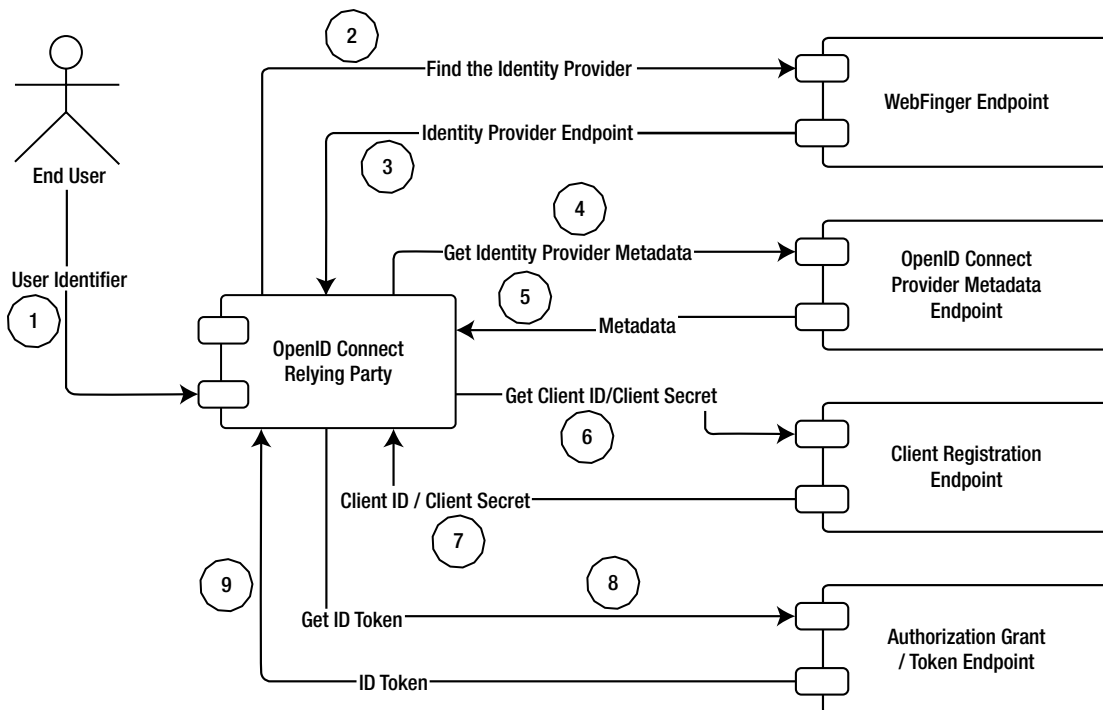 2
Find the Identity Provider
WebFinger Endpoint
Identity Provider Endpoint
3
End User
4
Get Identity Provider Metadata
OpenID Connect
Provider Metadata
Endpoint
User Identifier
1
5
Metadata
OpenID Connect
Relying Party
Get Client ID/Client Secret
6
Client Registration
Endpoint
Client ID / Client Secret
7
9
8
Get ID Token
Authorization Grant
/ Token Endpoint
ID Token